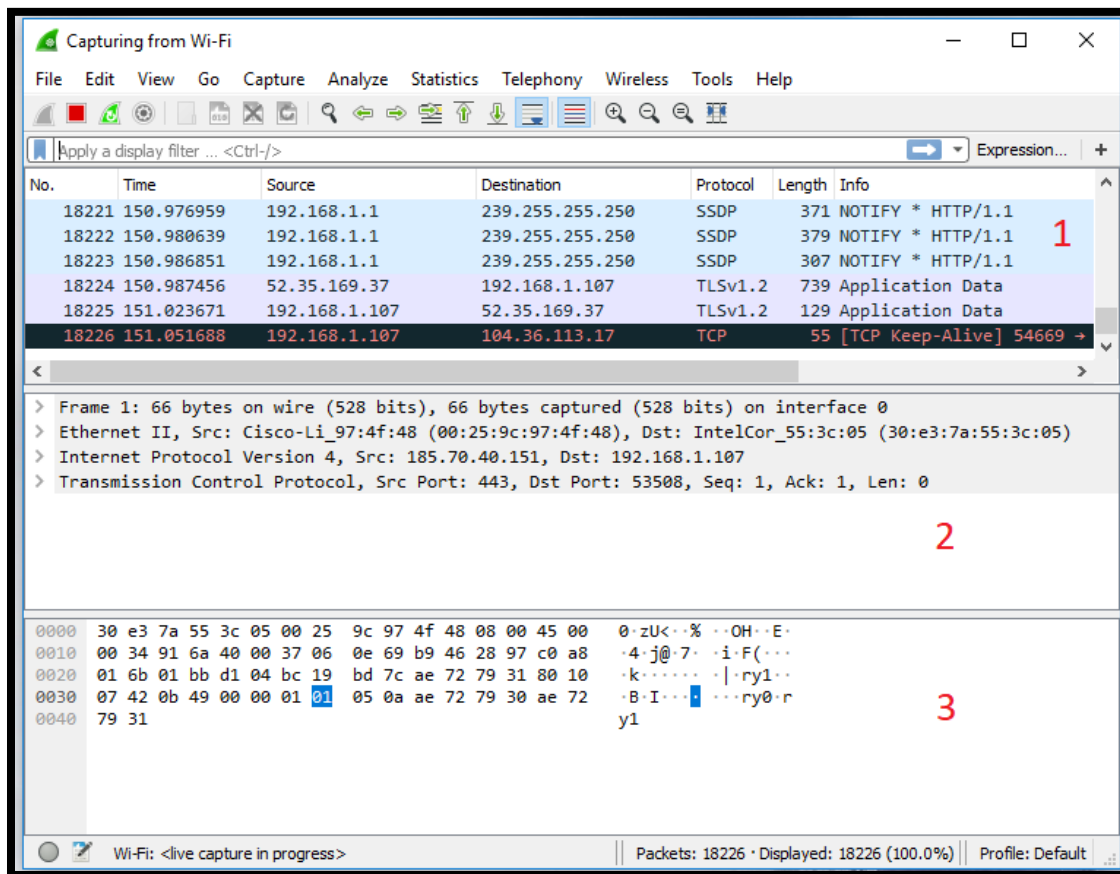 Capturing from Wi-Fi
File Edit View Go Capture Analyze Statistics Telephony Wireless Tools Help
Apply a display filter ... <Ctrl-/> Expression... +
No. Time Source Destination Protocol Length Info
18221 150.976959 192.168.1.1 239.255.255.250 SSDP 371 NOTIFY * HTTP/1.1
18222 150.980639 192.168.1.1 239.255.255.250 SSDP 379 NOTIFY * HTTP/1.1
1
18223 150.986851 192.168.1.1 239.255.255.250 SSDP 307 NOTIFY * HTTP/1.1
18224 150.987456 52.35.169.37 192.168.1.107 TLSv1.2 739 Application Data
18225 151.023671 192.168.1.107 52.35.169.37 TLSv1.2 129 Application Data
18226 151.051688 192.168.1.107 104.36.113.17 TCP 55 [TCP Keep-Alive] 54669 →
> Frame 1: 66 bytes on wire (528 bits), 66 bytes captured (528 bits) on interface 0
> Ethernet II, Src: Cisco-Li_97:4f:48 (00:25:9c:97:4f:48), Dst: IntelCor_55:3c:05 (30:e3:7a:55:3c:05)
> Internet Protocol Version 4, Src: 185.70.40.151, Dst: 192.168.1.107
> Transmission Control Protocol, Src Port: 443, Dst Port: 53508, Seq: 1, Ack: 1, Len: 0
2
0000 30 e3 7a 55 3c 05 00 25 9c 97 4f 48 08 00 45 00 0·zU<··% ··OH··E·
0010 00 34 91 6a 40 00 37 06 0e 69 b9 46 28 97 c0 a8 ·4·j@·7· ·i·F(···
0020 01 6b 01 bb d1 04 bc 19 bd 7c ae 72 79 31 80 10 ·k······ ·|·ry1··
0030 07 42 0b 49 00 00 01 01 05 0a ae 72 79 30 ae 72 ·B·I···· ···ry0·r
3
0040 79 31 y1
Wi-Fi: <live capture in progress> Packets: 18226 · Displayed: 18226 (100.0%) Profile: Default